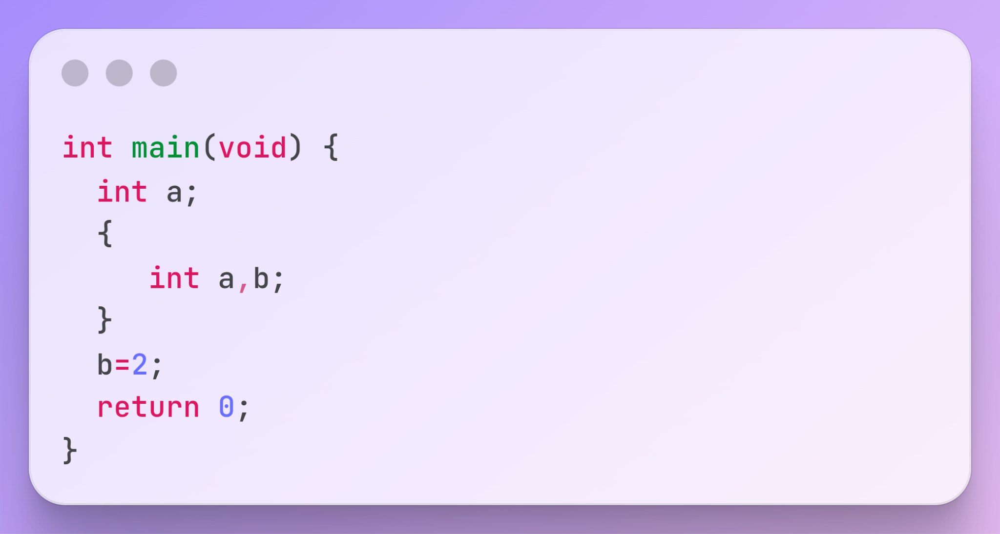 int main(void) {
  int a;
  {
     int a,b;
  }
  b=2;
  return 0;
}